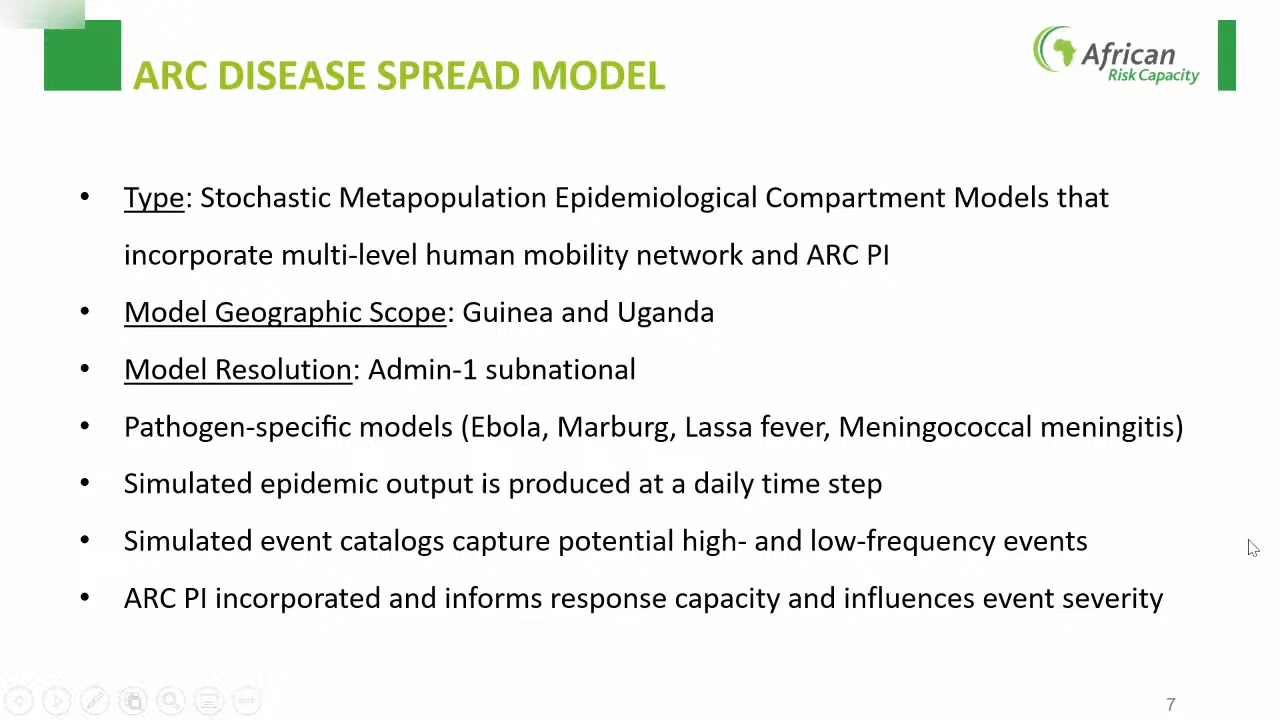 ARC DISEASE SPREAD MODEL
African
Risk Capacity
• Type: Stochastic Metapopulation Epidemiological Compartment Models that
incorporate multi-level human mobility network and ARC PI
• Model Geographic Scope: Guinea and Uganda
• Model Resolution: Admin-1 subnational
• Pathogen-specific models (Ebola, Marburg, Lassa fever, Meningococcal meningitis)
• Simulated epidemic output is produced at a daily time step
• Simulated event catalogs capture potential high- and low-frequency events
• ARC PI incorporated and informs response capacity and influences event severity
7